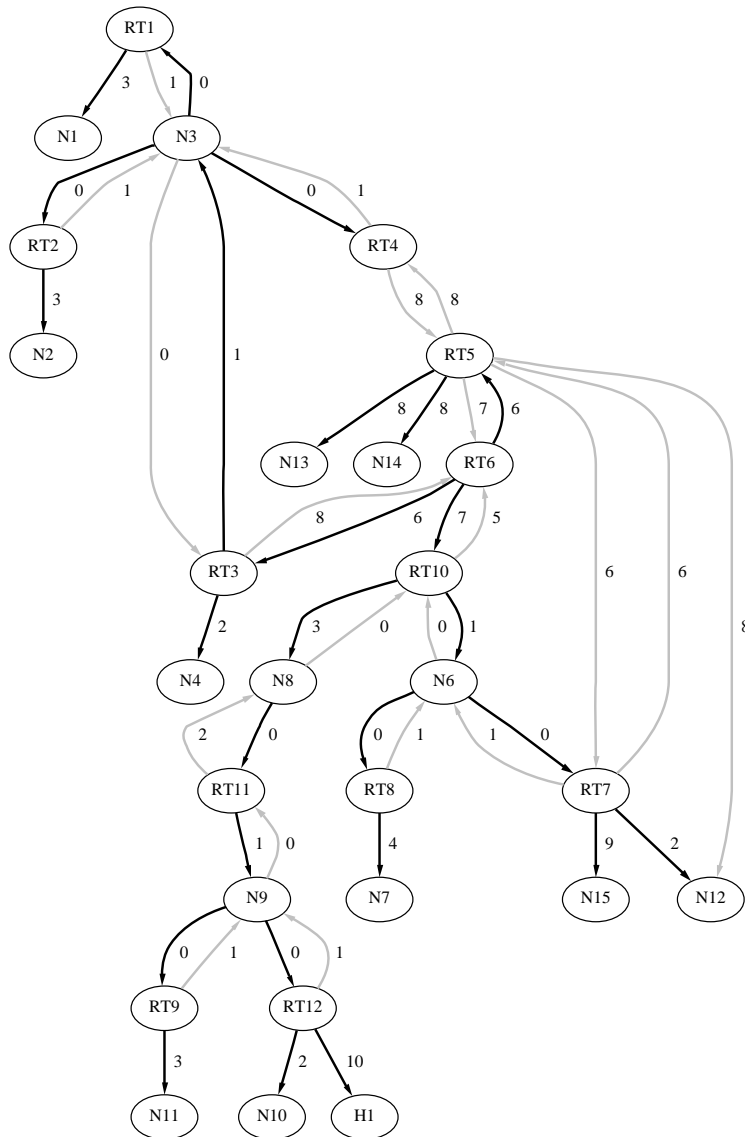 RT1
3 1 0
N1 N3
0 1 0 1
RT2 RT4
3 8 8
N2 0 1 RT5
8 8 7 6
N13 N14 RT6
8 6 7 5
RT3 RT10 6 6 8
2 3 0 0 1
N4 N8 N6
2 0 0 1 1 0
RT11 RT8 RT7
1 0 4 9 2
N9 N7 N15 N12
0 1 0 1
RT9 RT12
3 2 10
N11 N10 H1